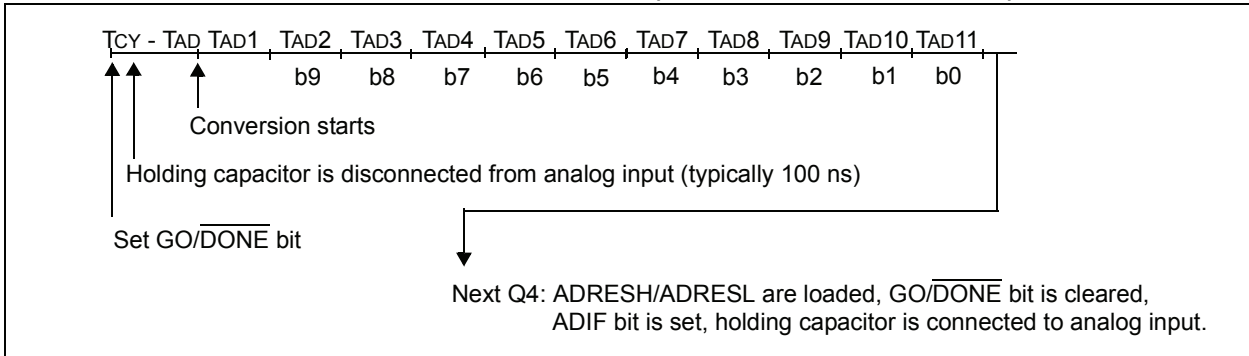 TCY - TAD TAD1 TAD2 TAD3 TAD4 TAD5 TAD6 TAD7 TAD8 TAD9 TAD10 TAD11
b9 b8 b7 b6 b5 b4 b3 b2 b1 b0
Conversion starts
Holding capacitor is disconnected from analog input (typically 100 ns)
Set GO/DONE bit
Next Q4: ADRESH/ADRESL are loaded, GO/DONE bit is cleared,
ADIF bit is set, holding capacitor is connected to analog input.